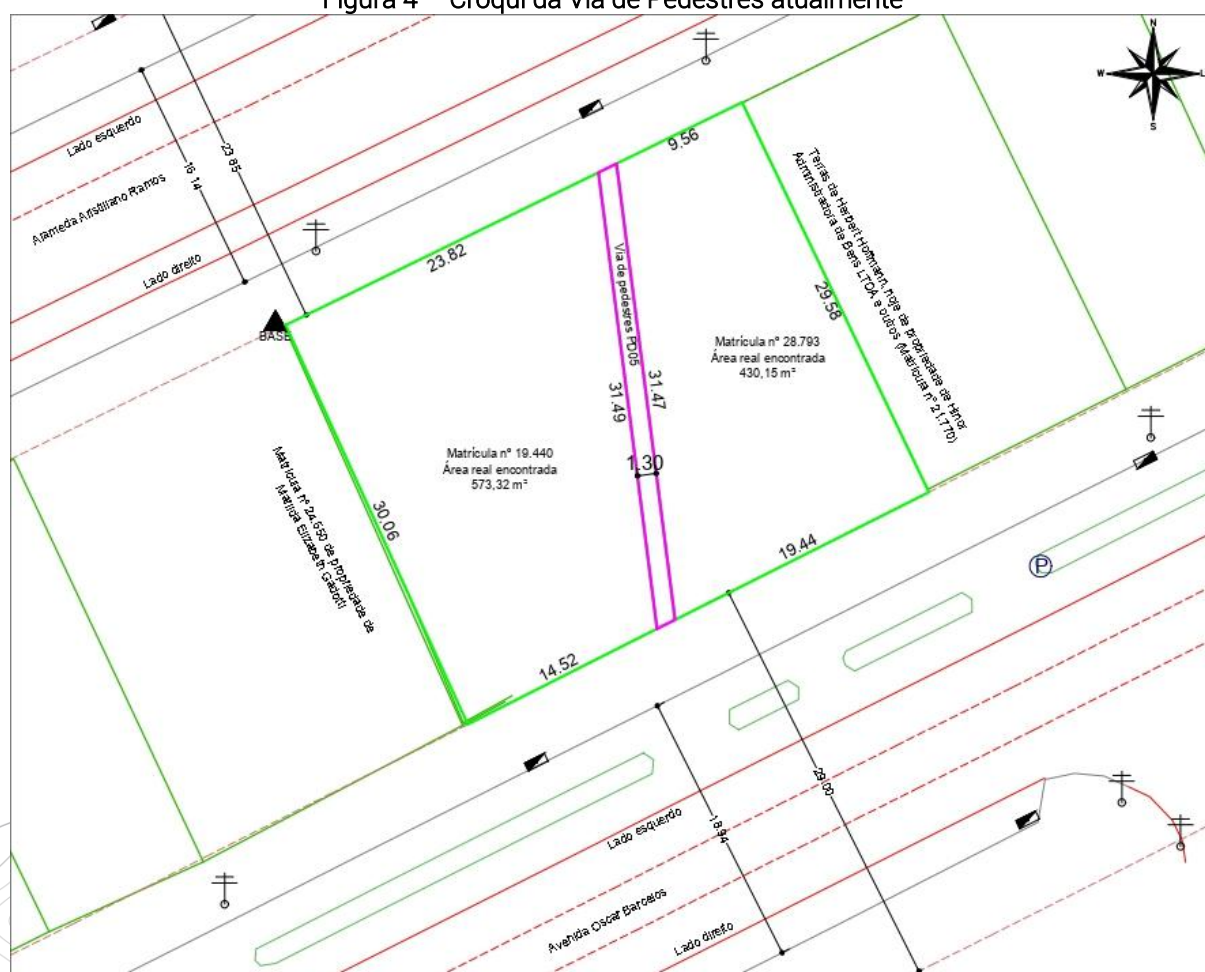 Figura 4 – Croqui da Via de Pedestres atualmente
N
W
L
S
Lado esquerdo
16.14
23.85
Alameda Aristiliano Ramos
Lado direito
9.56
23.82
BASE
Via de pedestres PD05
31.49
31.47
1.30
Matrícula nº 28.793
Área real encontrada
430,15 m²
29.58
Terras de Herbert Hoffmann, hoje de propriedade de Hinor
Administradora de Bens LTDA e outros (Matrícula nº 21.770)
Matrícula nº 19.440
Área real encontrada
573,32 m²
30.06
Matrícula nº 24.550 de propriedade de
Marilda Elizabeth Gadotti
19.44
14.52
P
29.00
18.94
Lado esquerdo
Avenida Oscar Barcelos
Lado direito